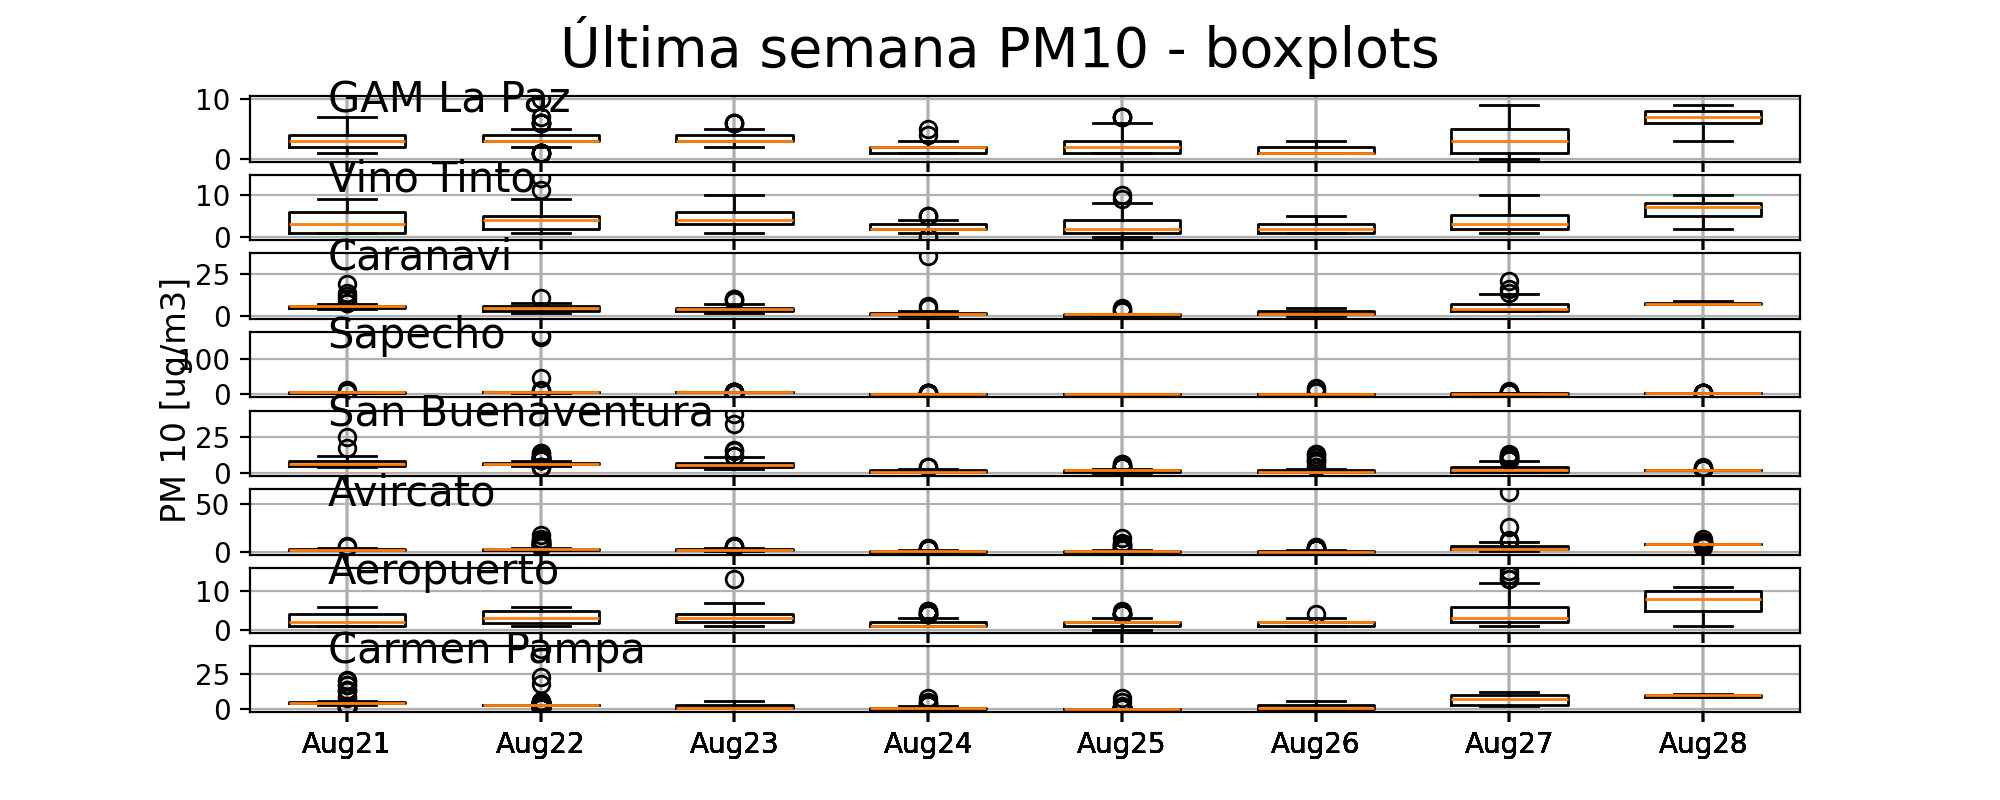 Última semana PM10 - boxplots
PM 10 [ug/m3]
GAM La Paz
10
0
Vino Tinto
10
0
Caranavi
25
0
Sapecho
100
0
San Buenaventura
25
0
Avircato
50
0
Aeropuerto
10
0
Carmen Pampa
25
0
Aug21 Aug22 Aug23 Aug24 Aug25 Aug26 Aug27 Aug28